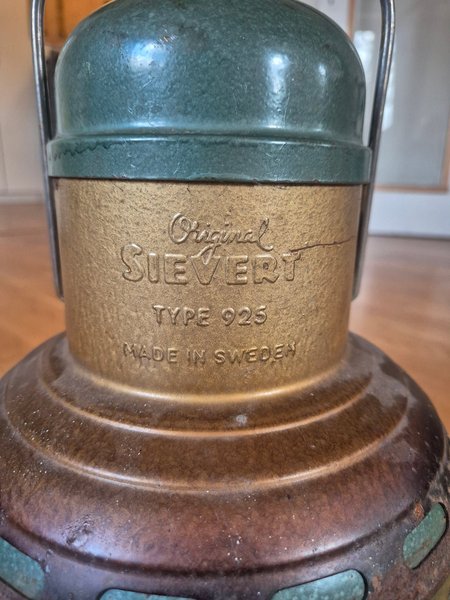 Original
SIEVERT
TYPE 925
MADE IN SWEDEN